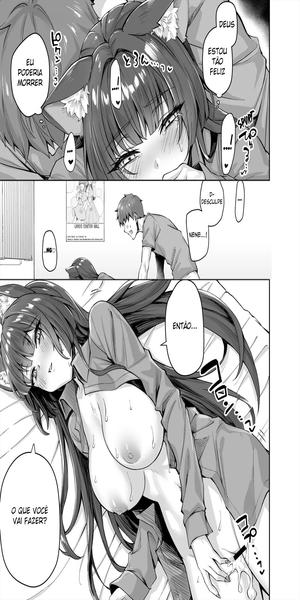 DEUS
ESTOU
TÃO
FELIZ
EU
PODERIA
MORRER
D-
DESCULPE
NENE...!
ENTÃO...
O QUE VOCÊ
VAI FAZER?